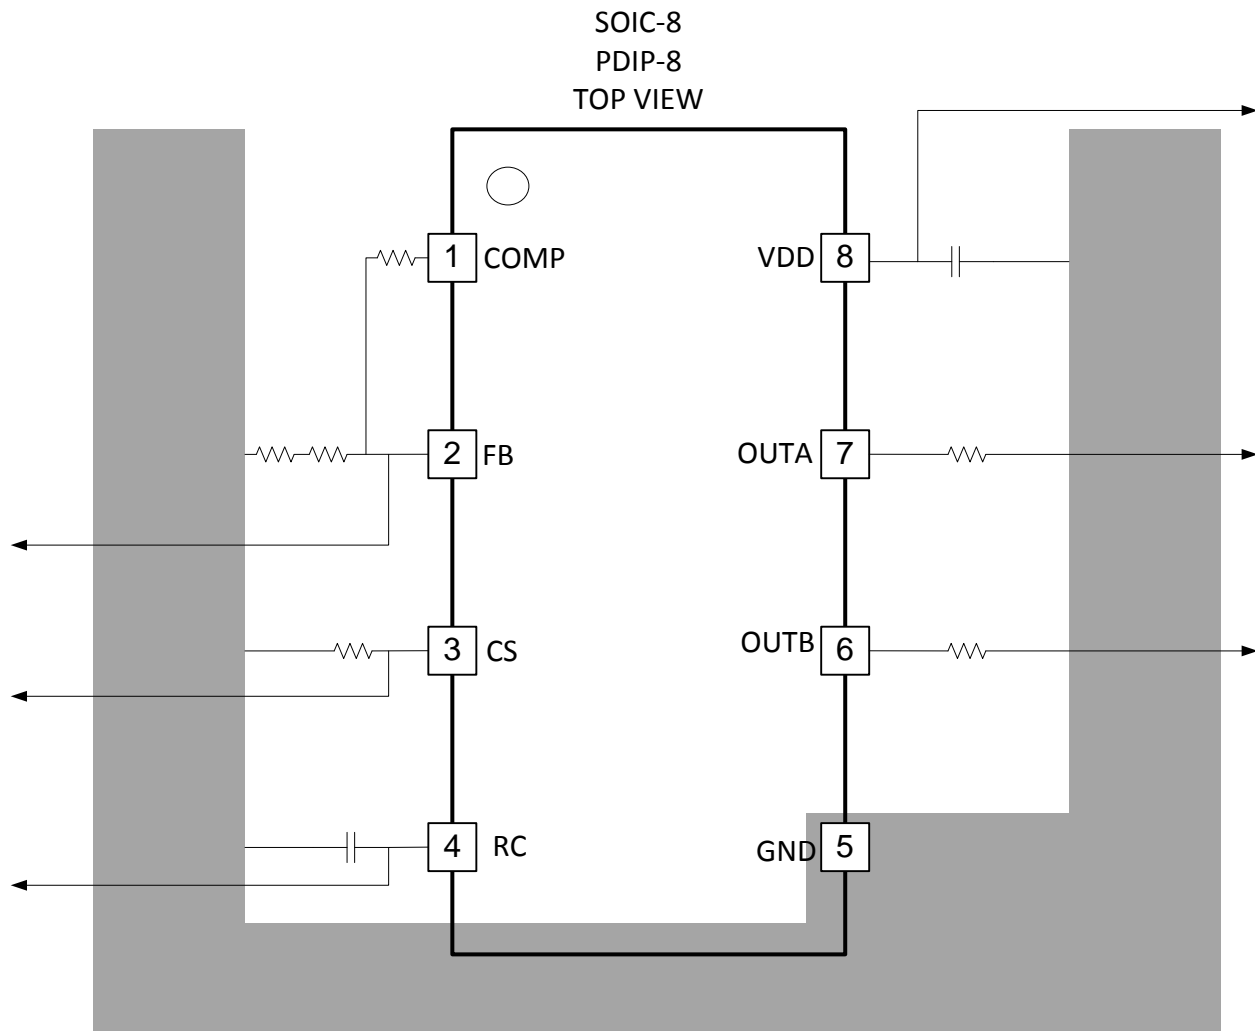 SOIC-8
PDIP-8
TOP VIEW
1 COMP
VDD 8
2 FB
OUTA 7
3 CS
OUTB 6
4 RC
GND 5